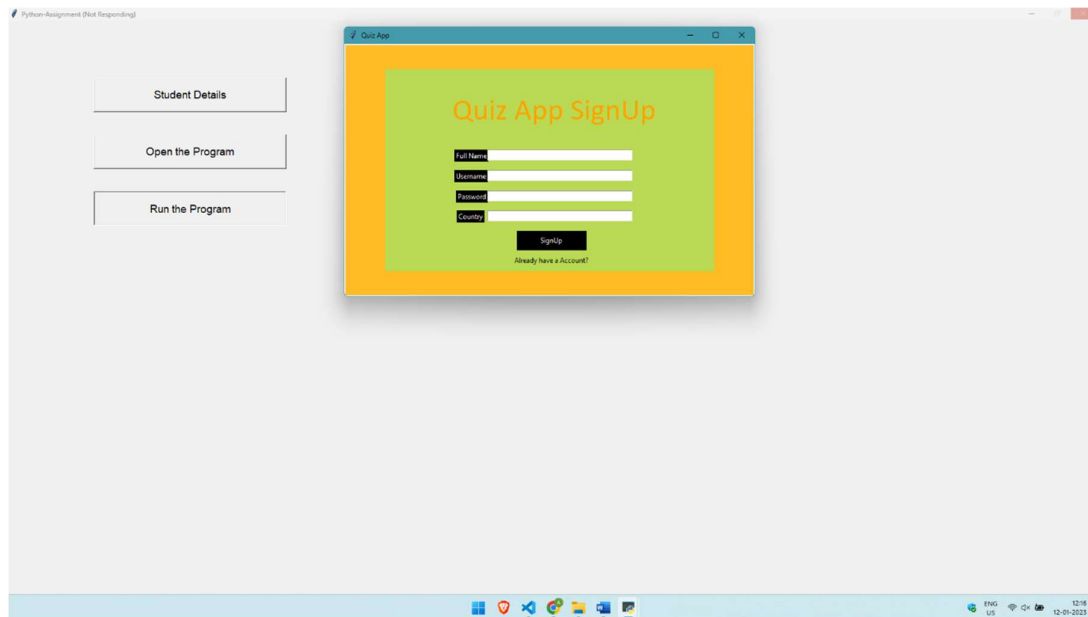 Python-Assignment (Not Responding)
Quiz App
Student Details
Open the Program
Run the Program
Quiz App SignUp
Full Name
Username
Password
Country
SignUp
Already have a Account?
ENG
US
12:16
12-01-2023